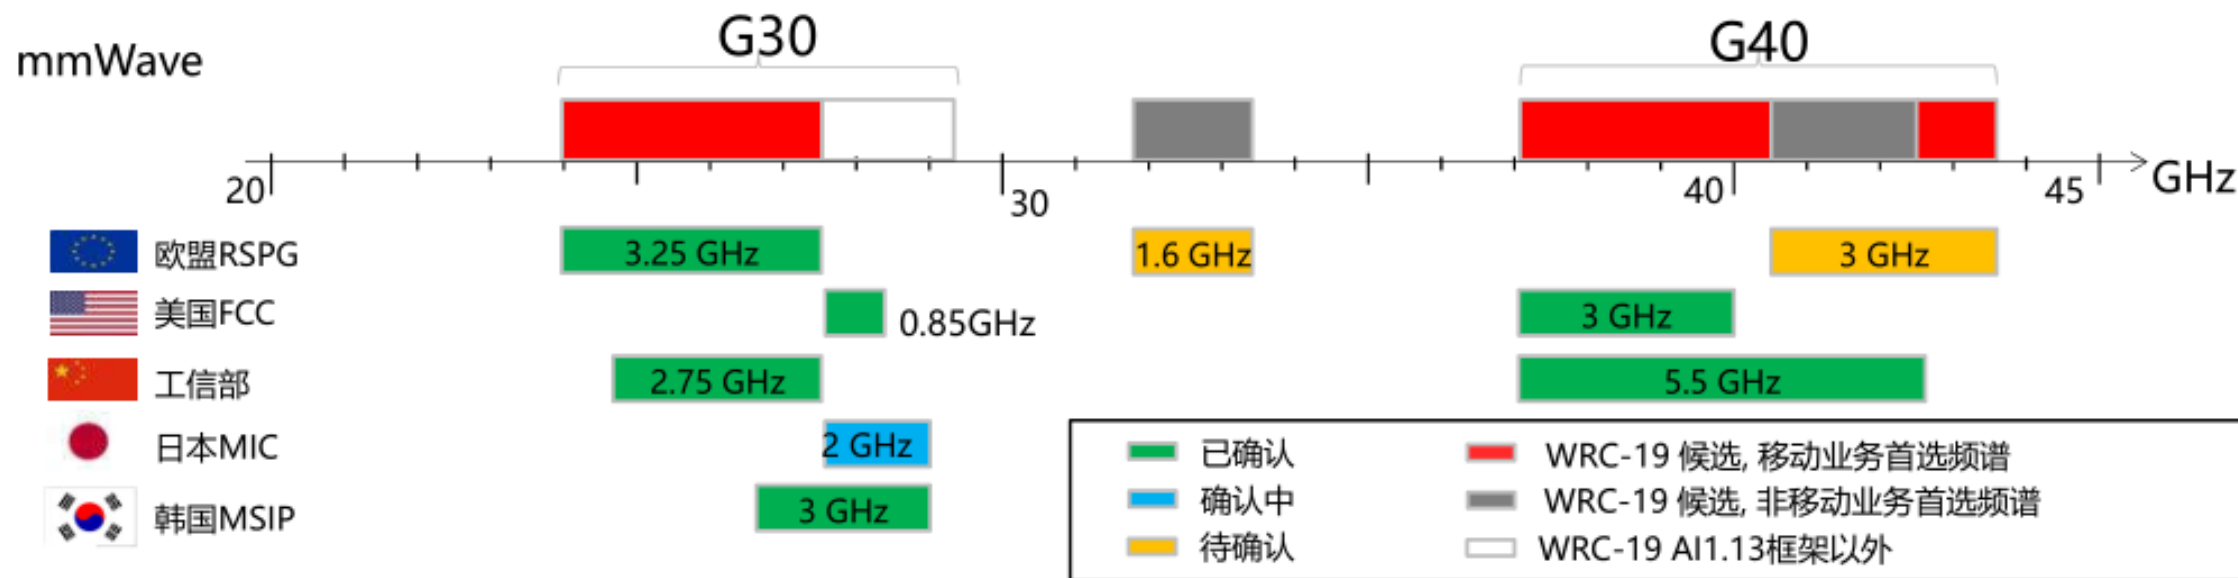 mmWave
G30
G40
20
30
40
45
GHz
欧盟RSPG
3.25 GHz
1.6 GHz
3 GHz
美国FCC
0.85GHz
3 GHz
工信部
2.75 GHz
5.5 GHz
日本MIC
2 GHz
韩国MSIP
3 GHz
已确认
WRC-19 候选, 移动业务首选频谱
确认中
WRC-19 候选, 非移动业务首选频谱
待确认
WRC-19 AI1.13框架以外